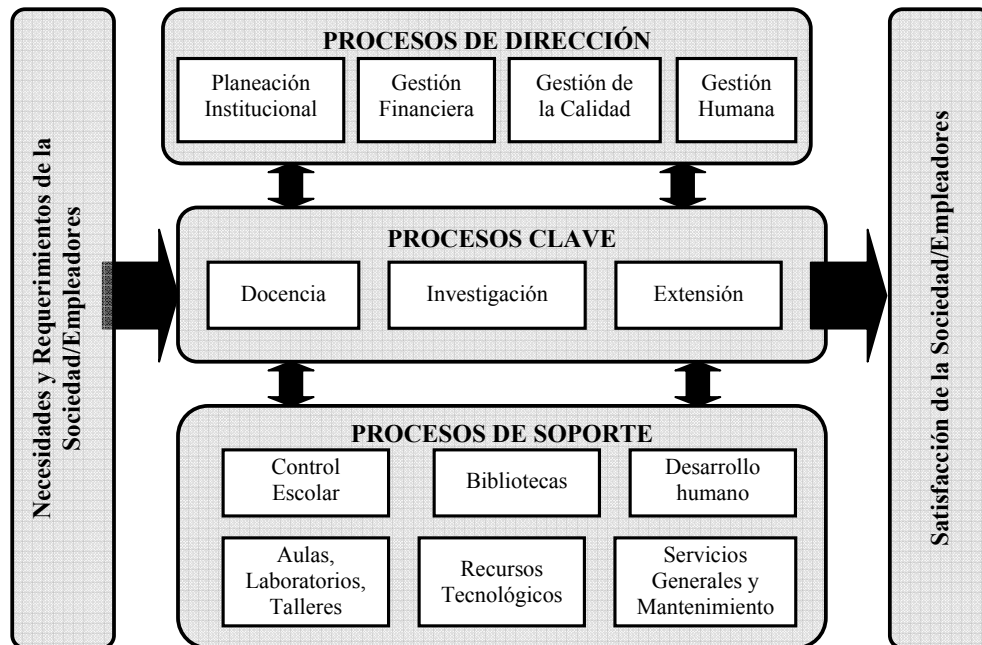 Necesidades y Requerimientos de la
Sociedad/Empleadores
PROCESOS DE DIRECCIÓN
Planeación
Institucional
Gestión
Financiera
Gestión de
la Calidad
Gestión
Humana
PROCESOS CLAVE
Docencia
Investigación
Extensión
PROCESOS DE SOPORTE
Control
Escolar
Bibliotecas
Desarrollo
humano
Aulas,
Laboratorios,
Talleres
Recursos
Tecnológicos
Servicios
Generales y
Mantenimiento
Satisfacción de la Sociedad/Empleadores